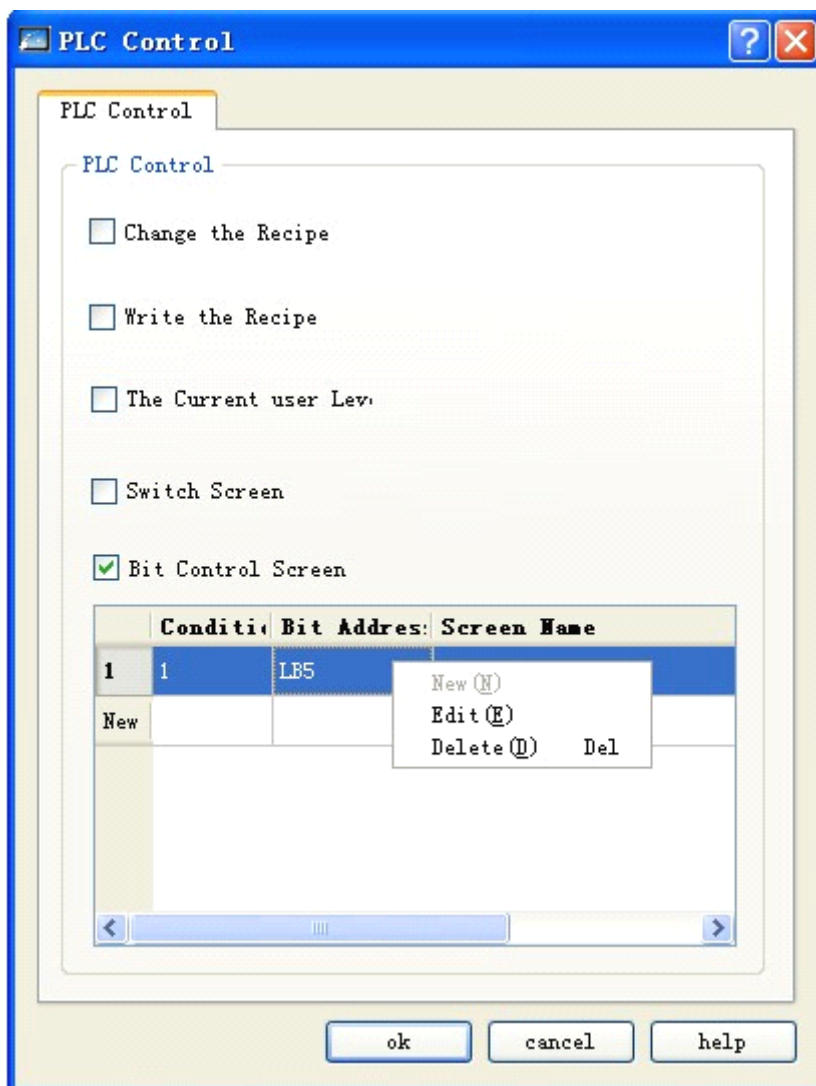 PLC Control
PLC Control
PLC Control
Change the Recipe
Write the Recipe
The Current user Lev
Switch Screen
Bit Control Screen
Conditi Bit Addres Screen Name
1 1 LB5
New(N)
Edit(E)
New
Delete(D) Del
ok cancel help